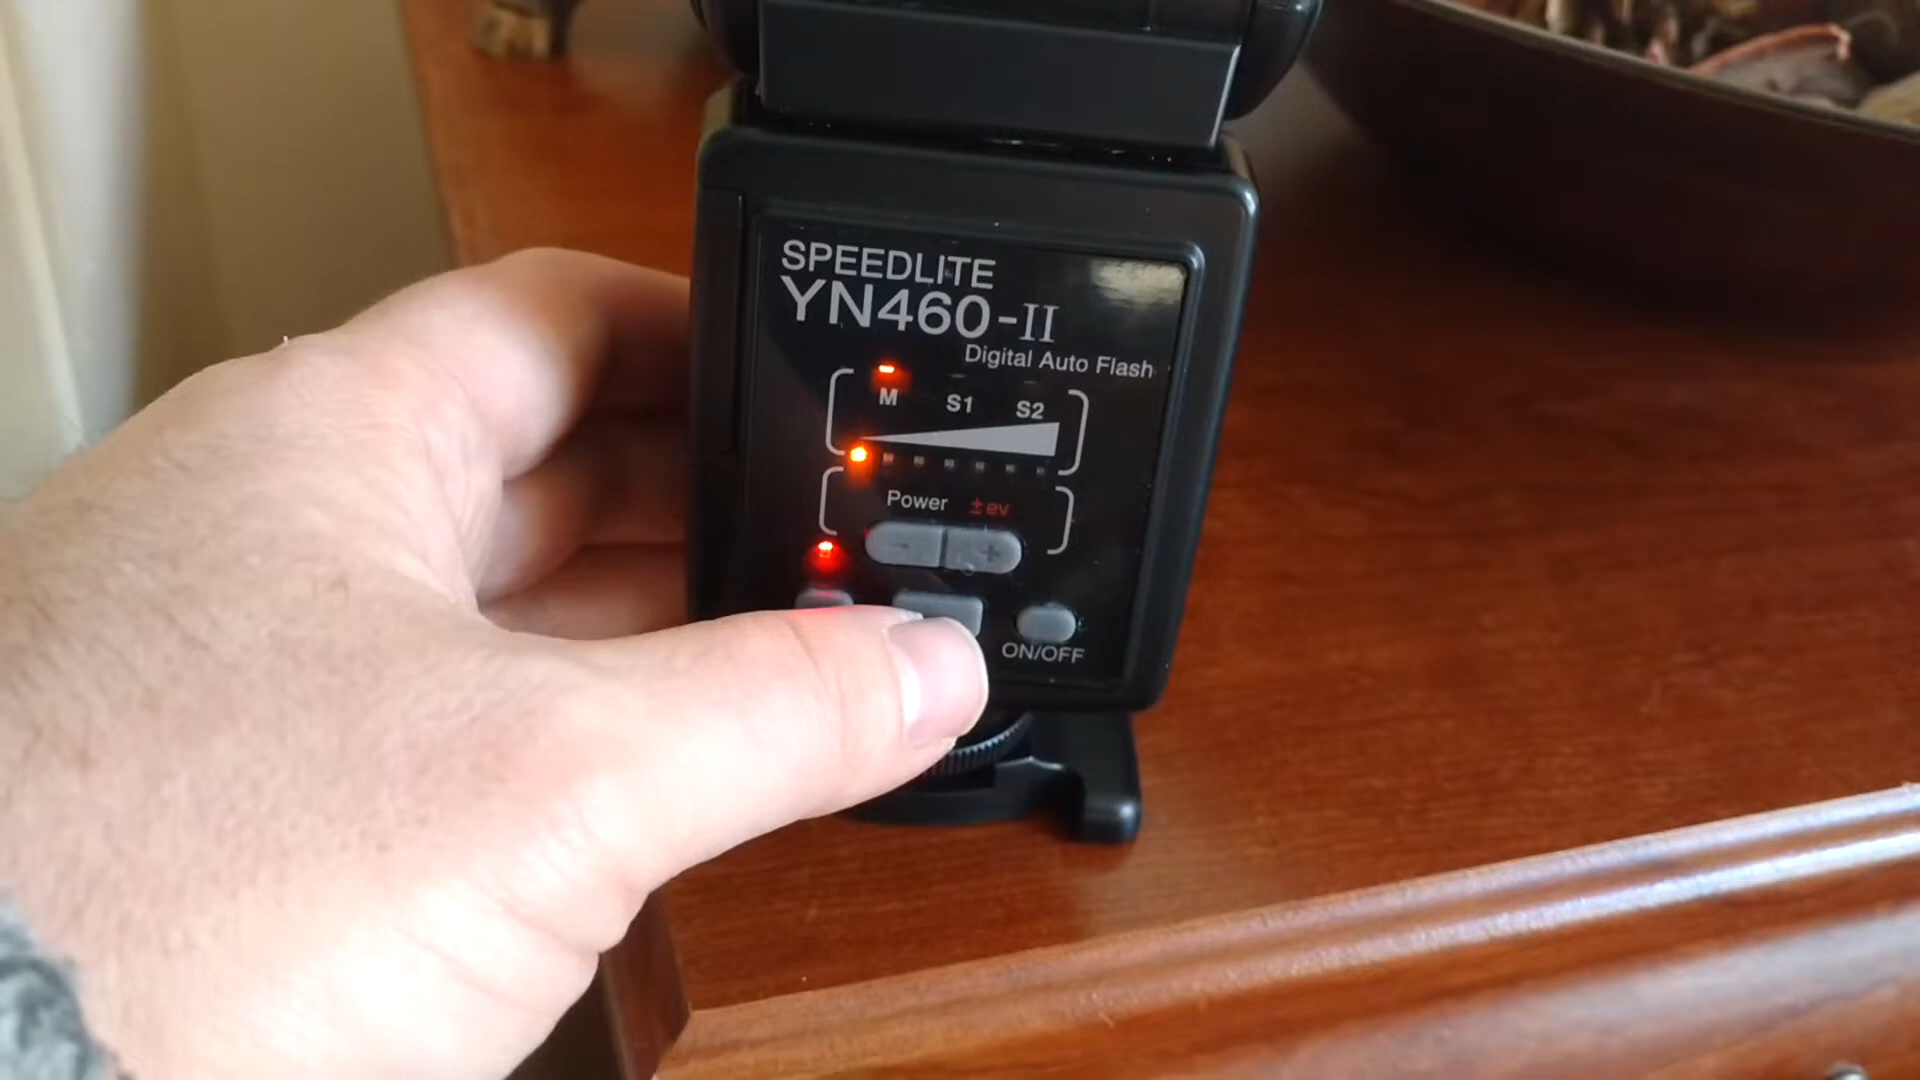 SPEEDLITE
YN460-II
Digital Auto Flash
M S1 S2
Power ±ev
- +
ON/OFF